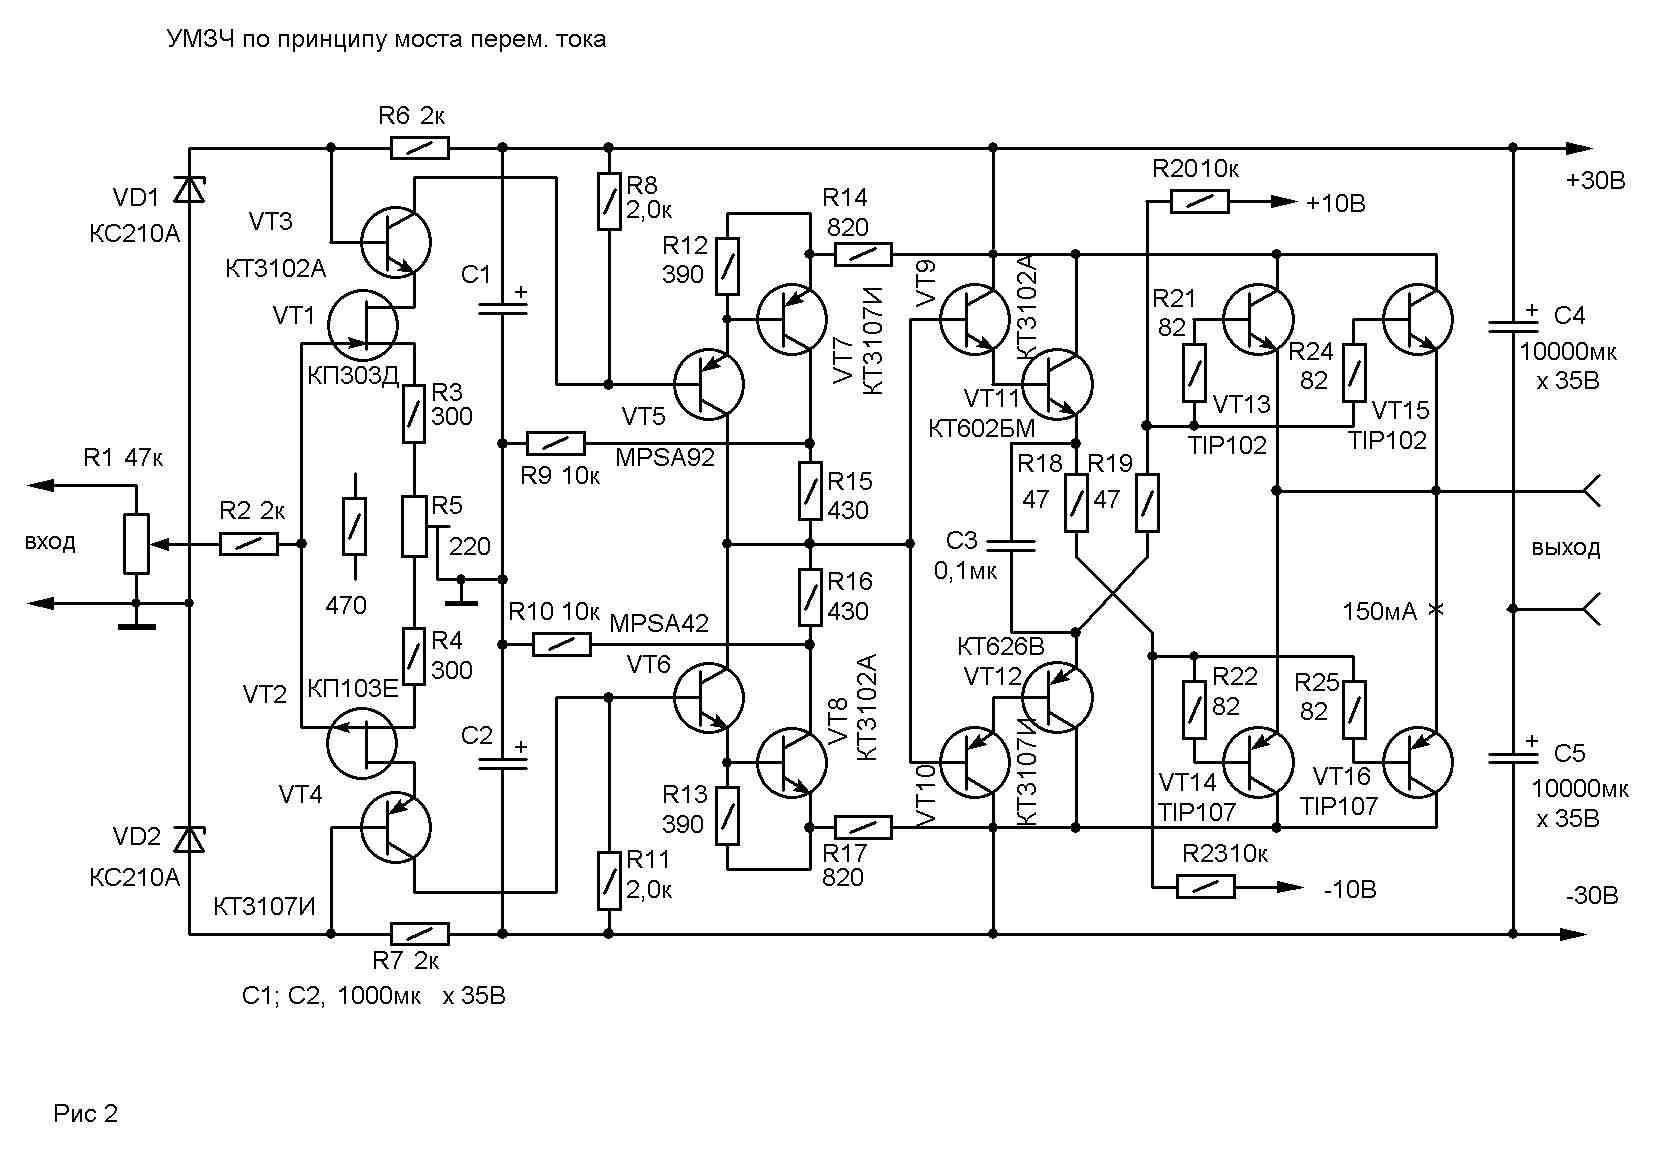 УМЗЧ по принципу моста перем. тока
R6 2к
VD1
КС210А
VT3
КТ3102А
VT1
КП303Д
C1
+
R8
2,0к
R12
390
R14
820
VT7
КТ3107И
VT5
MPSA92
R9 10к
R3
300
R5
220
470
R1 47к
вход
R2 2к
R4
300
R10 10к
MPSA42
VT6
R15
430
R16
430
VT9
КТ3102А
VT11
КТ602БМ
R18
47
R19
47
C3
0,1мк
КТ626В
VT12
R20 10к
+10В
+30В
R21
82
VT13
TIP102
R24
82
VT15
TIP102
C4
+
10000мк
х 35В
выход
150мА
х
VT2
КП103Е
VT4
КТ3107И
VD2
КС210А
C2
+
R7 2к
R11
2,0к
R13
390
VT8
КТ3102А
R17
820
VT10
КТ3107И
R22
82
VT14
TIP107
R25
82
VT16
TIP107
R23 10к
-10В
C5
+
10000мк
х 35В
-30В
C1; C2, 1000мк х 35В
Рис 2